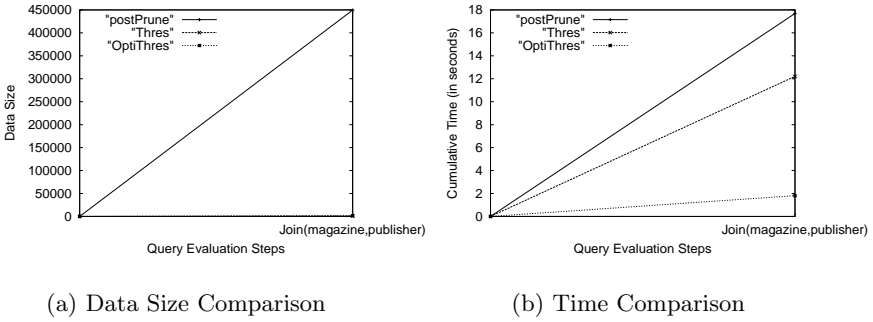 450000
400000
350000
300000
250000
200000
150000
100000
50000
0
Data Size
"postPrune"
"Thres"
"OptiThres"
Join(magazine,publisher)
Query Evaluation Steps
(a) Data Size Comparison
18
16
14
12
10
8
6
4
2
0
Cumulative Time (in seconds)
"postPrune"
"Thres"
"OptiThres"
Join(magazine,publisher)
Query Evaluation Steps
(b) Time Comparison